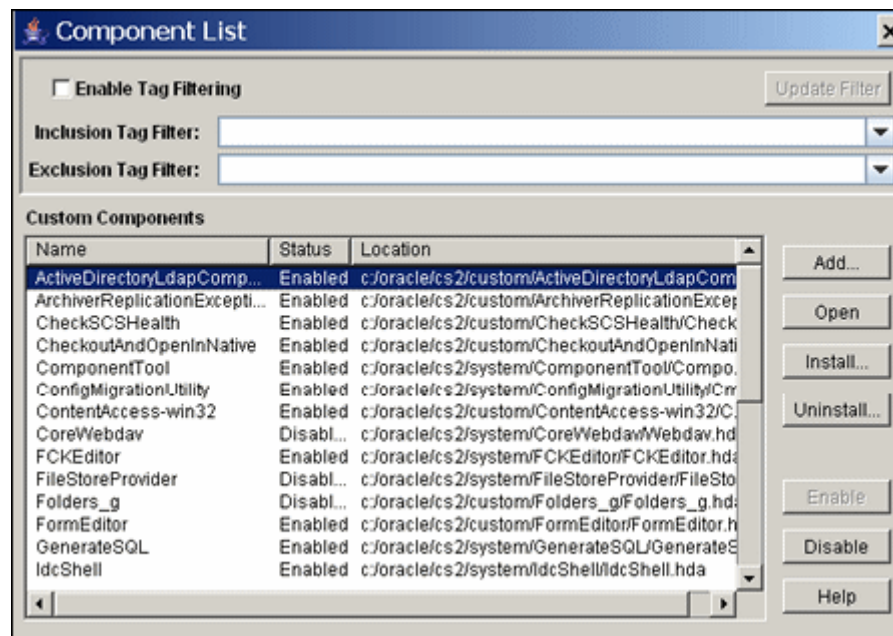 Component List
Enable Tag Filtering
Update Filter
Inclusion Tag Filter:
Exclusion Tag Filter:
Custom Components
Name Status Location
ActiveDirectoryLdapComp... Enabled c:/oracle/cs2/custom/ActiveDirectoryLdapCom
ArchiverReplicationExcepti... Enabled c:/oracle/cs2/custom/ArchiverReplicationExcep
CheckSCSHealth Enabled c:/oracle/cs2/custom/CheckSCSHealth/Check
CheckoutAndOpenInNative Enabled c:/oracle/cs2/custom/CheckoutAndOpenInNati
ComponentTool Enabled c:/oracle/cs2/system/ComponentTool/Compo.
ConfigMigrationUtility Enabled c:/oracle/cs2/system/ConfigMigrationUtility/Cm
ContentAccess-win32 Enabled c:/oracle/cs2/custom/ContentAccess-win32/C.
CoreWebdav Disabl... c:/oracle/cs2/system/CoreWebdav/Webdav.hd
FCKEditor Enabled c:/oracle/cs2/system/FCKEditor/FCKEditor.hda
FileStoreProvider Disabl... c:/oracle/cs2/system/FileStoreProvider/FileSto
Folders_g Disabl... c:/oracle/cs2/custom/Folders_g/Folders_g.hda
FormEditor Enabled c:/oracle/cs2/custom/FormEditor/FormEditor.h
GenerateSQL Enabled c:/oracle/cs2/system/GenerateSQL/GenerateS
IdcShell Enabled c:/oracle/cs2/system/IdcShell/IdcShell.hda
Add...
Open
Install...
Uninstall...
Enable
Disable
Help